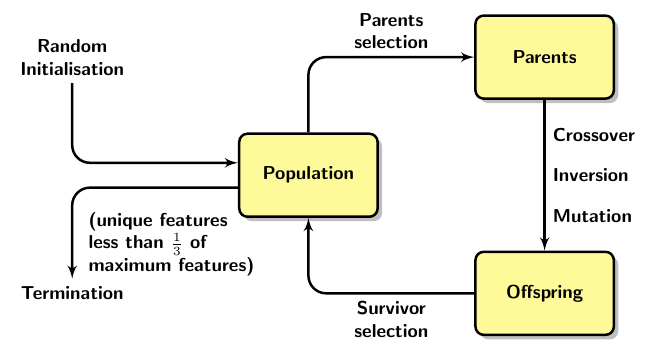 Random
Initialisation
Parents
selection
Parents
Crossover
Inversion
Mutation
Population
(unique features
less than 1/3 of
maximum features)
Termination
Survivor
selection
Offspring